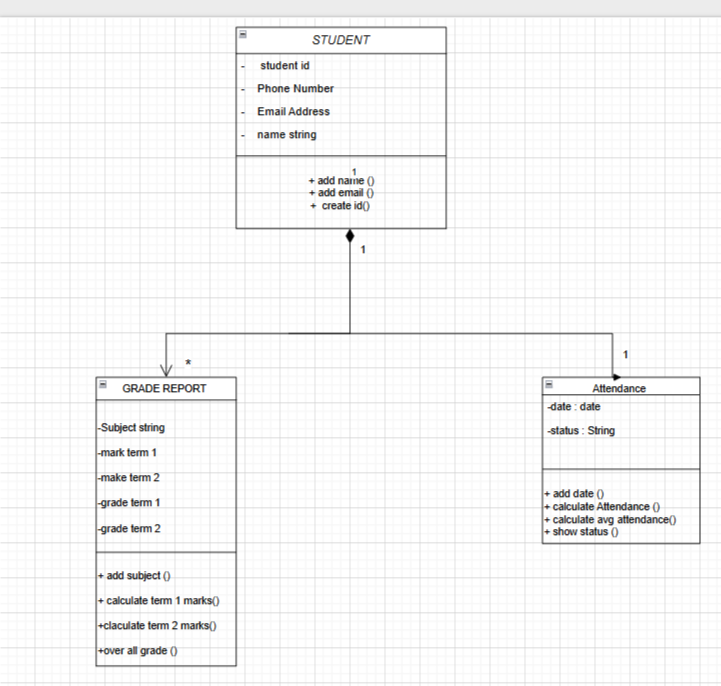 STUDENT
- student id
- Phone Number
- Email Address
- name string
1
+ add name ()
+ add email ()
+ create id()
1
*
1
GRADE REPORT
-Subject string
-mark term 1
-make term 2
-grade term 1
-grade term 2
+ add subject ()
+ calculate term 1 marks()
+claculate term 2 marks()
+over all grade ()
Attendance
-date : date
-status : String
+ add date ()
+ calculate Attendance ()
+ calculate avg attendance()
+ show status ()